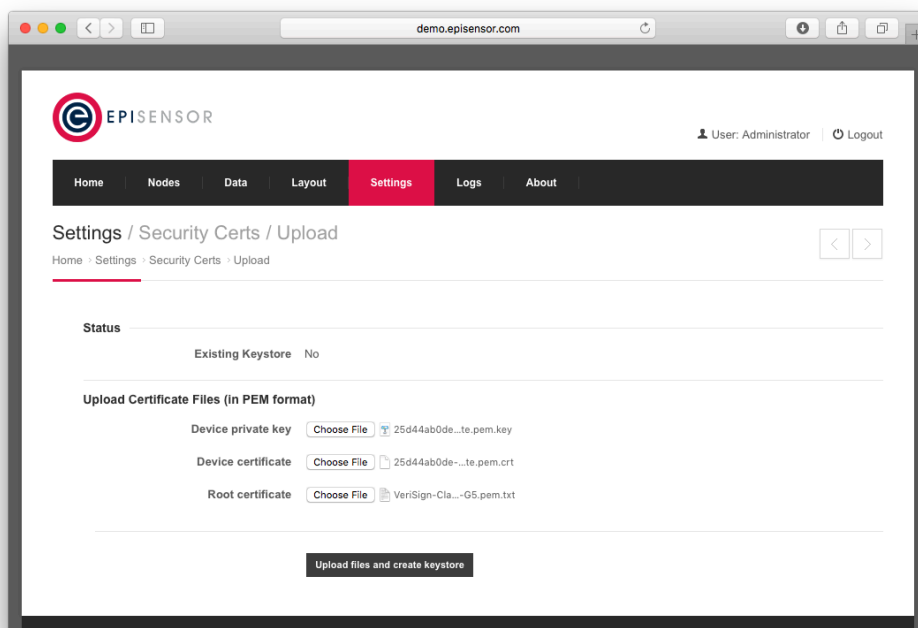 demo.episensor.com
e EPISENSOR
User: Administrator Logout
Home Nodes Data Layout Settings Logs About
Settings / Security Certs / Upload
Home › Settings › Security Certs › Upload
Status
Existing Keystore No
Upload Certificate Files (in PEM format)
Device private key Choose File 25d44ab0de...te.pem.key
Device certificate Choose File 25d44ab0de-...te.pem.crt
Root certificate Choose File VeriSign-Cla...-G5.pem.txt
Upload files and create keystore